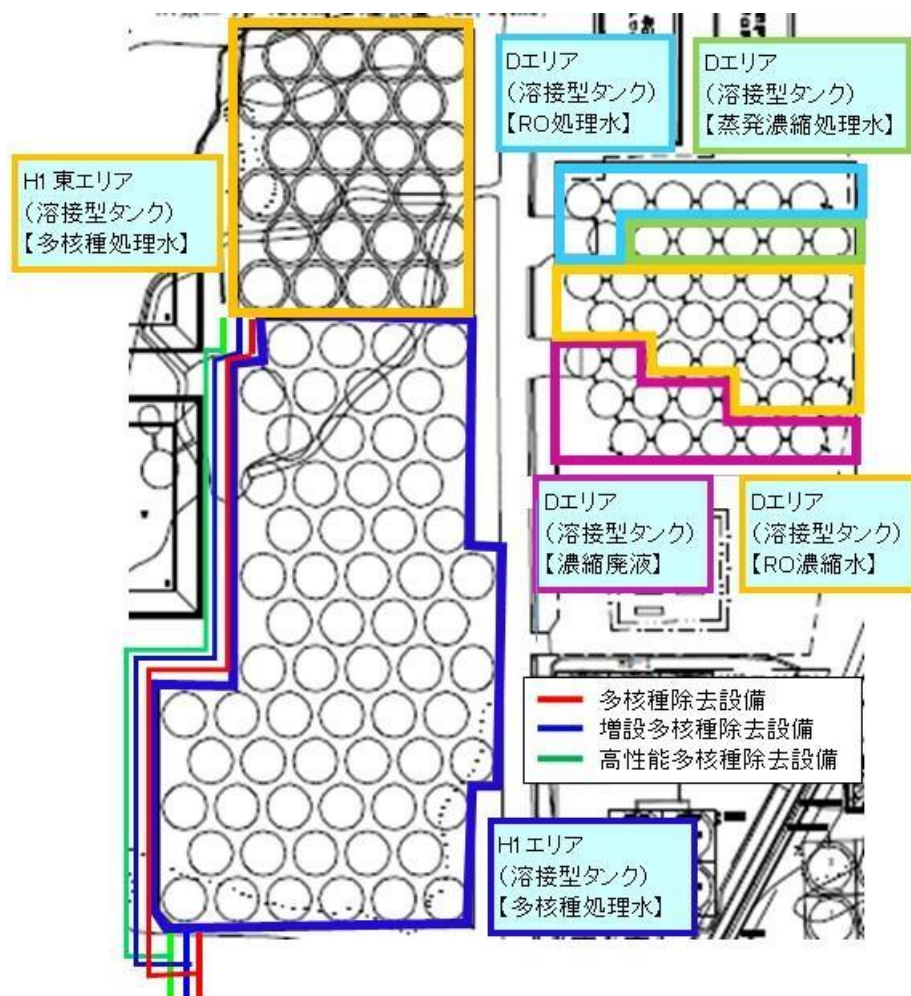 Dエリア
(溶接型タンク)
【RO処理水】
Dエリア
(溶接型タンク)
【蒸発濃縮処理水】
H1 東エリア
(溶接型タンク)
【多核種処理水】
Dエリア
(溶接型タンク)
【濃縮廃液】
Dエリア
(溶接型タンク)
【RO濃縮水】
多核種除去設備
増設多核種除去設備
高性能多核種除去設備
H1エリア
(溶接型タンク)
【多核種処理水】